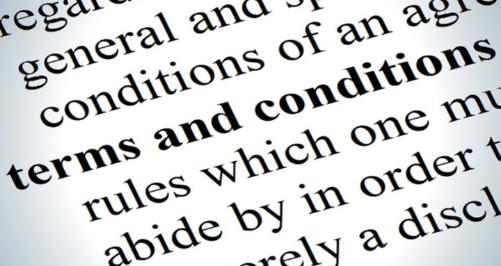 general and
conditions of an
terms and conditions
rules which one
abide by in order
a